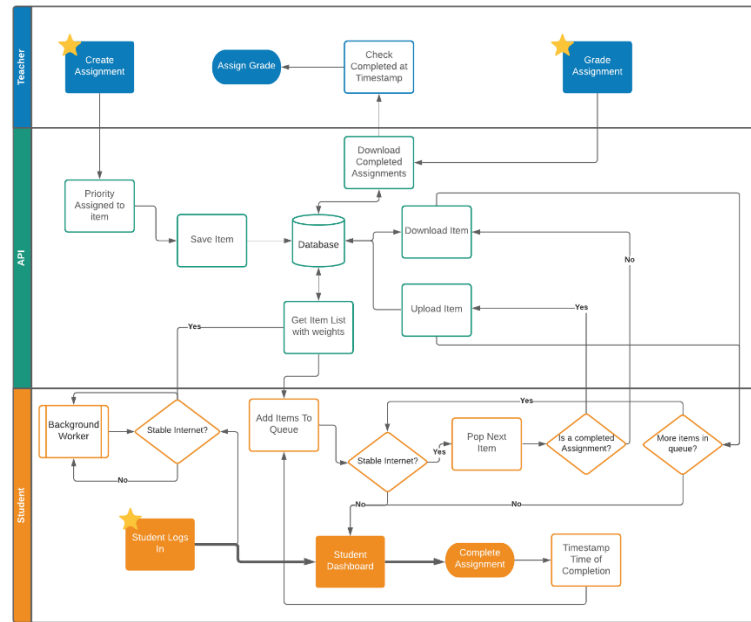 Teacher
Create
Assignment
Assign Grade
Check
Completed at
Timestamp
Grade
Assignment
API
Download
Completed
Assignments
Priority
Assigned to
item
Save Item
Database
Download Item
No
Upload Item
Yes
Get Item List
with weights
Yes
Student
Background
Worker
Stable Internet?
No
Add Items To
Queue
Yes
Stable Internet?
Yes
Pop Next
Item
Is a completed
Assignment?
More items in
queue?
No
No
Student Logs
In
Student
Dashboard
Complete
Assignment
Timestamp
Time of
Completion